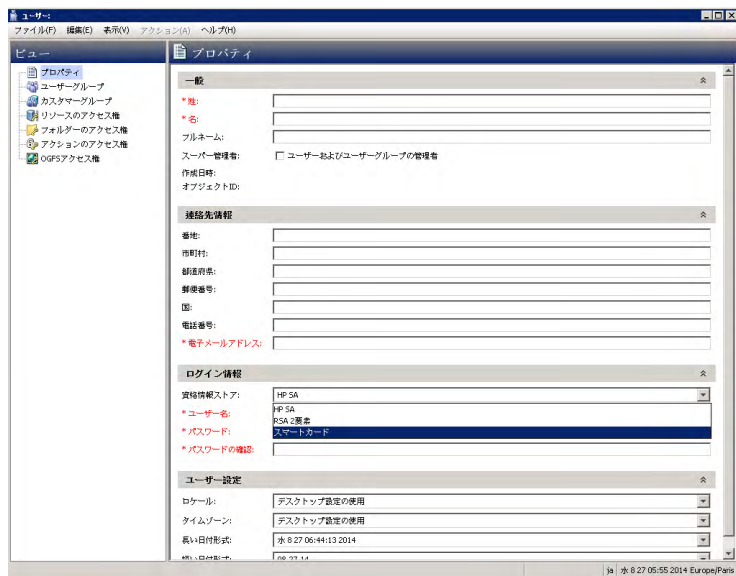 ユーザー:
ファイル(F) 編集(E) 表示(V) アクション(A) ヘルプ(H)
ビュー
プロパティ
ユーザーグループ
カスタマーグループ
リソースのアクセス権
フォルダーのアクセス権
アクションのアクセス権
OGFSアクセス権
プロパティ
一般
* 姓:
* 名:
フルネーム:
スーパー管理者: ユーザーおよびユーザーグループの管理者
作成日時:
オブジェクトID:
連絡先情報
番地:
市町村:
都道府県:
郵便番号:
国:
電話番号:
* 電子メールアドレス:
ログイン情報
資格情報ストア: HP SA
* ユーザー名: HP SA
RSA 2要素
* パスワード: スマートカード
* パスワードの確認:
ユーザー設定
ロケール: デスクトップ設定の使用
タイムゾーン: デスクトップ設定の使用
長い日付形式: 水 8 27 06:44:13 2014
短い日付形式: 08-27-14
ja 水 8 27 05:55 2014 Europe/Paris